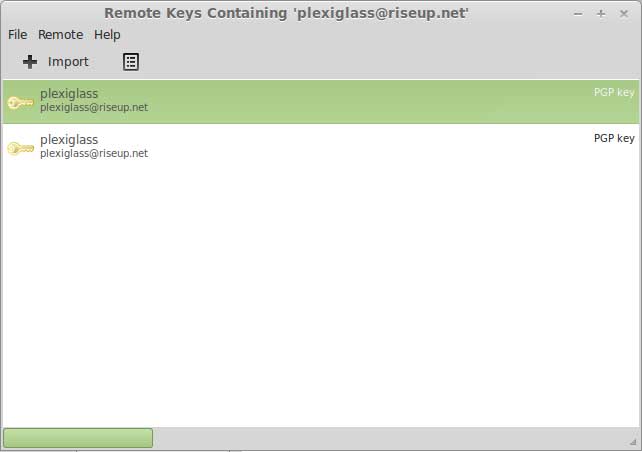 Remote Keys Containing 'plexiglass@riseup.net'
File Remote Help
Import
plexiglass PGP key
plexiglass@riseup.net
plexiglass PGP key
plexiglass@riseup.net